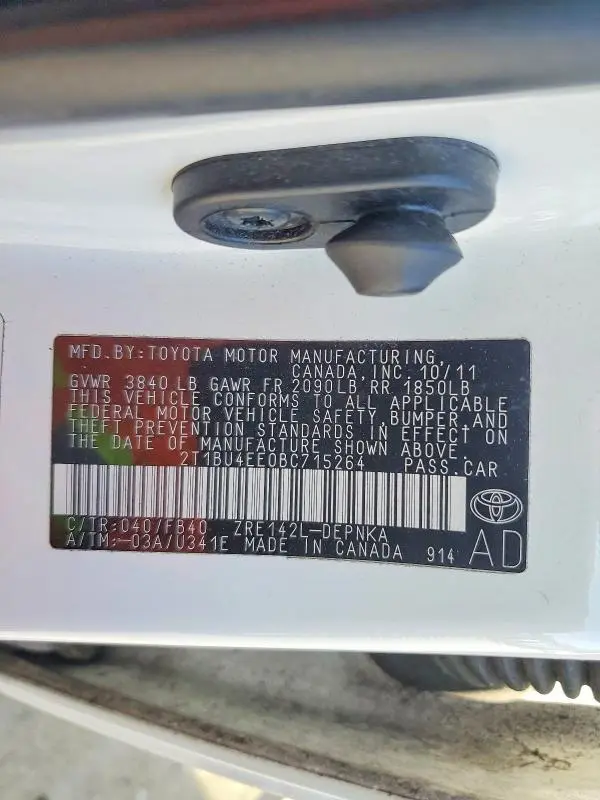 MFD. BY: TOYOTA MOTOR MANUFACTURING,
CANADA, INC. 10/11
GVWR 3840 LB GAWR FR 2090LB RR 1850LB
THIS VEHICLE CONFORMS TO ALL APPLICABLE
FEDERAL MOTOR VEHICLE SAFETY, BUMPER, AND
THEFT PREVENTION STANDARDS IN EFFECT ON
THE DATE OF MANUFACTURE SHOWN ABOVE.
2T1BU4EE0BC715264 PASS.CAR
C/TR: 040/FB40 ZRE142L-DEPNKA
A/TM: -03A/U341E MADE IN CANADA 914
AD